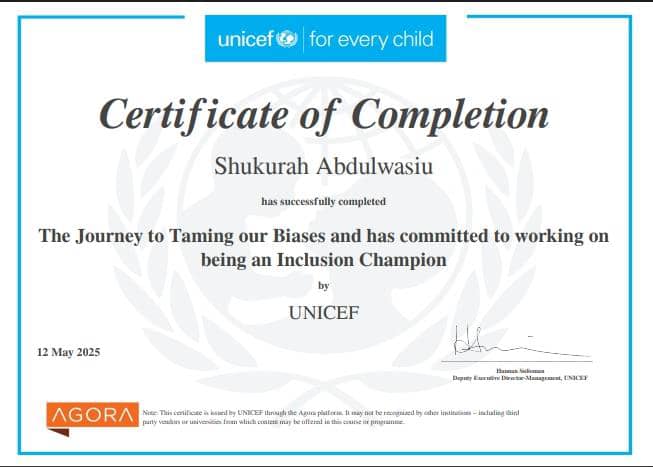 unicef for every child
Certificate of Completion
Shukurah Abdulwasiu
has successfully completed
The Journey to Taming our Biases and has committed to working on
being an Inclusion Champion
by
UNICEF
12 May 2025
Hannan Sulieman
Deputy Executive Director-Management, UNICEF
AGORA
Note: This certificate is issued by UNICEF through the Agora platform. It may not be recognized by other institutions – including third
party vendors or universities from which content may be offered in this course or programme.